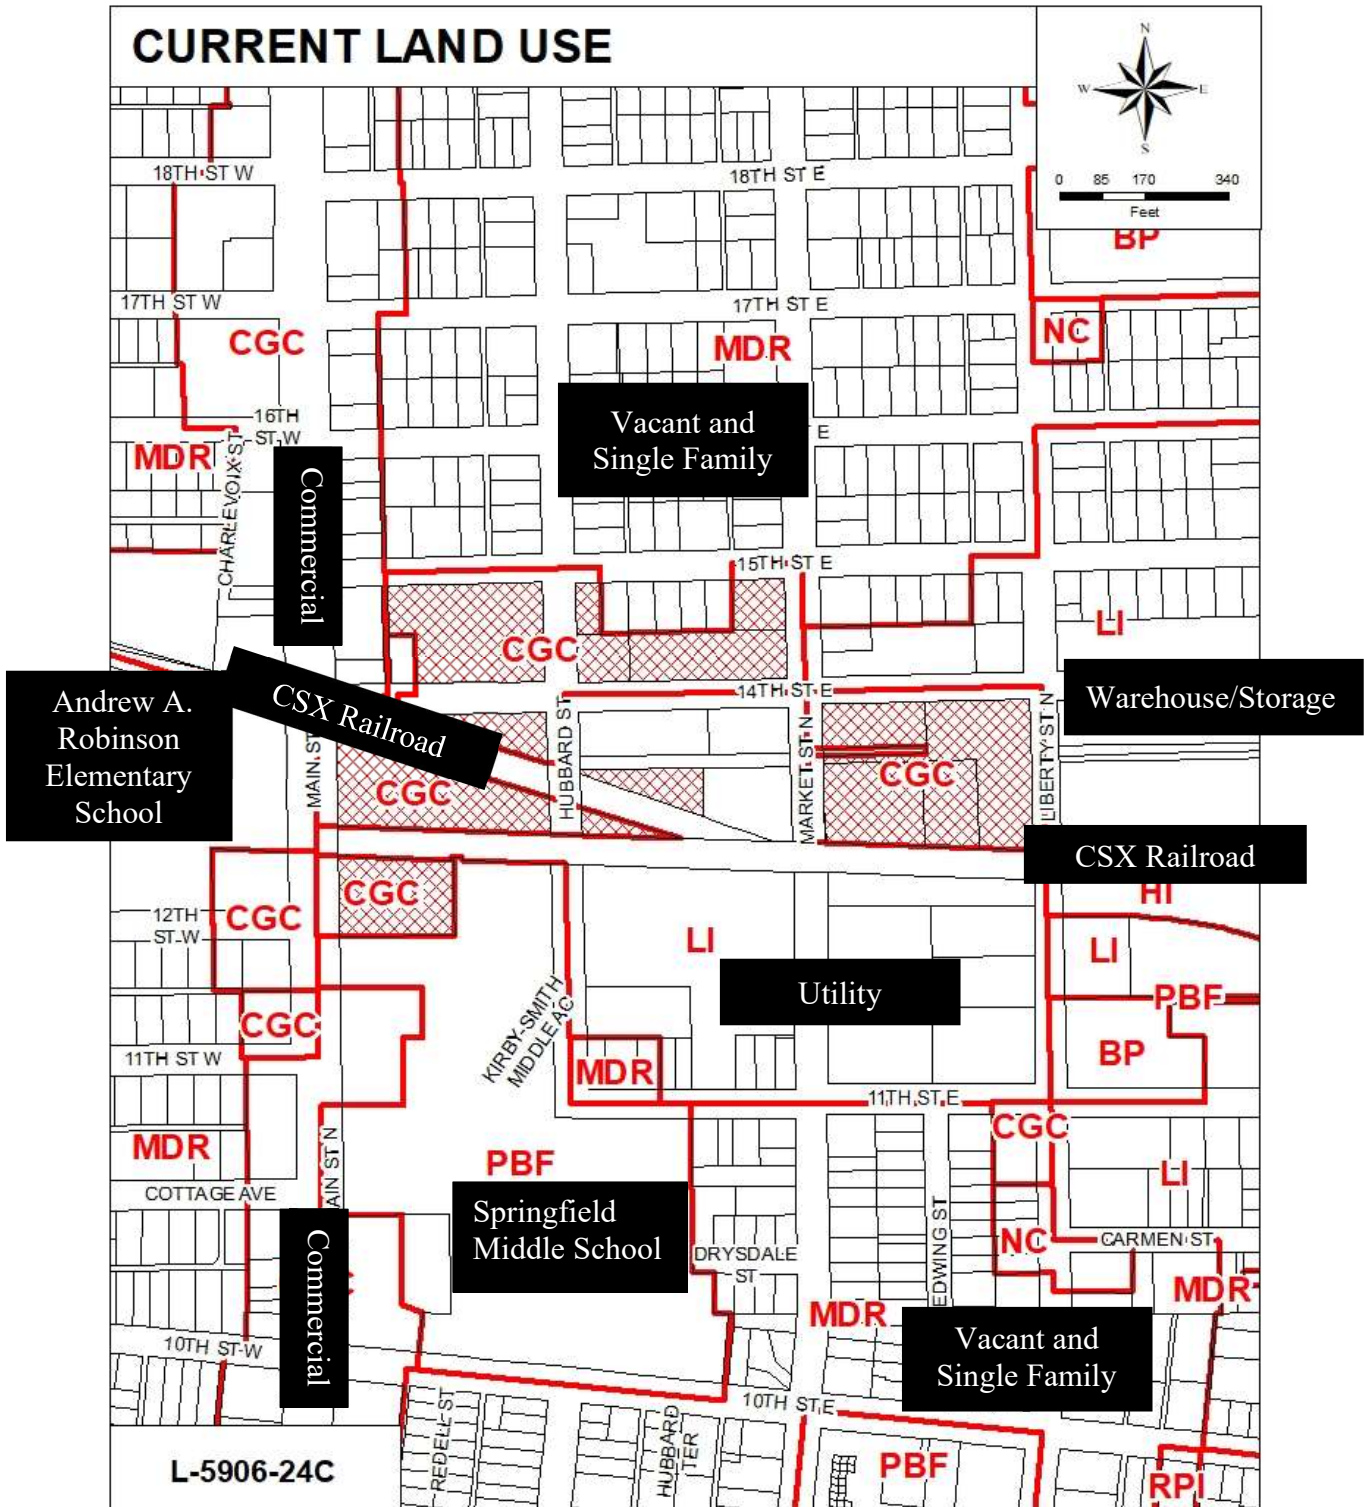 CURRENT LAND USE
N
W
E
S
0 85 170 340
Feet
18TH ST W
18TH ST E
BP
17TH ST W
17TH ST E
CGC
MDR
NC
Vacant and
Single Family
16TH
ST W
E
MDR
CHARLEVOIX ST
Commercial
15TH ST E
LI
CGC
Andrew A.
Robinson
Elementary
School
CSX Railroad
14TH ST E
Warehouse/Storage
MAIN ST
HUBBARD ST
MARKET ST N
LIBERTY ST N
CGC
CGC
CSX Railroad
HI
CGC
CGC
12TH
ST W
LI
LI
Utility
PBF
CGC
KIRBY-SMITH
MIDDLE AC
11TH ST W
MDR
BP
11TH ST E
CGC
MDR
AIN ST N
PBF
LI
COTTAGE AVE
Springfield
Middle School
EDWING ST
Commercial
DRYSDALE
ST
NC
CARMEN ST
MDR
MDR
10TH ST W
Vacant and
Single Family
10TH ST E
REDELL ST
HUBBARD
TER
L-5906-24C
PBF
RPI